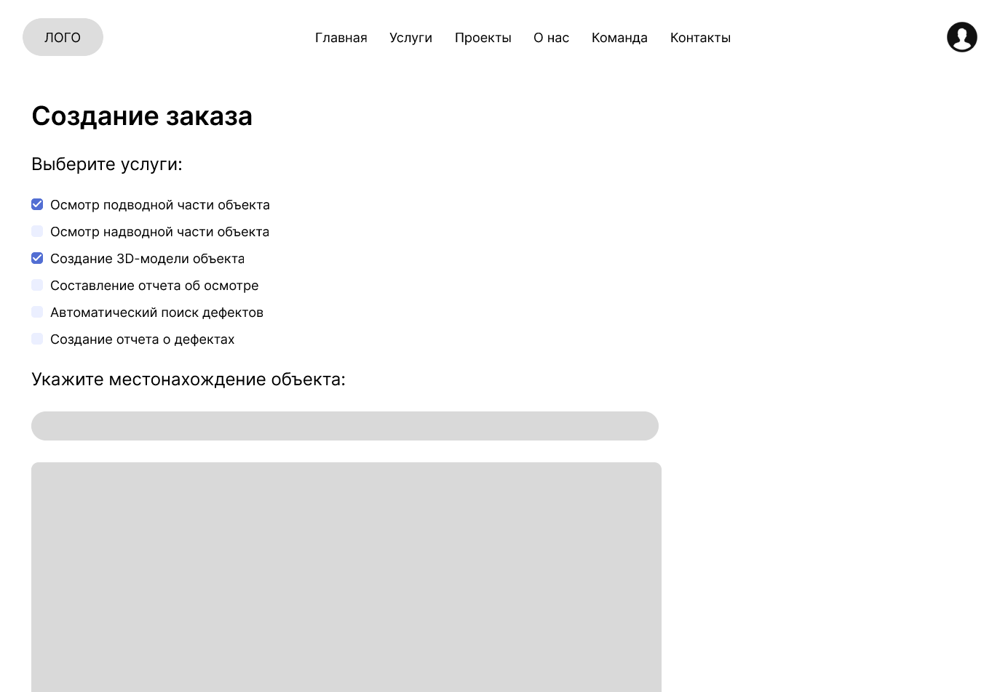 ЛОГО
Главная Услуги Проекты О нас Команда Контакты
Создание заказа
Выберите услуги:
Осмотр подводной части объекта
Осмотр надводной части объекта
Создание 3D-модели объекта
Составление отчета об осмотре
Автоматический поиск дефектов
Создание отчета о дефектах
Укажите местонахождение объекта: